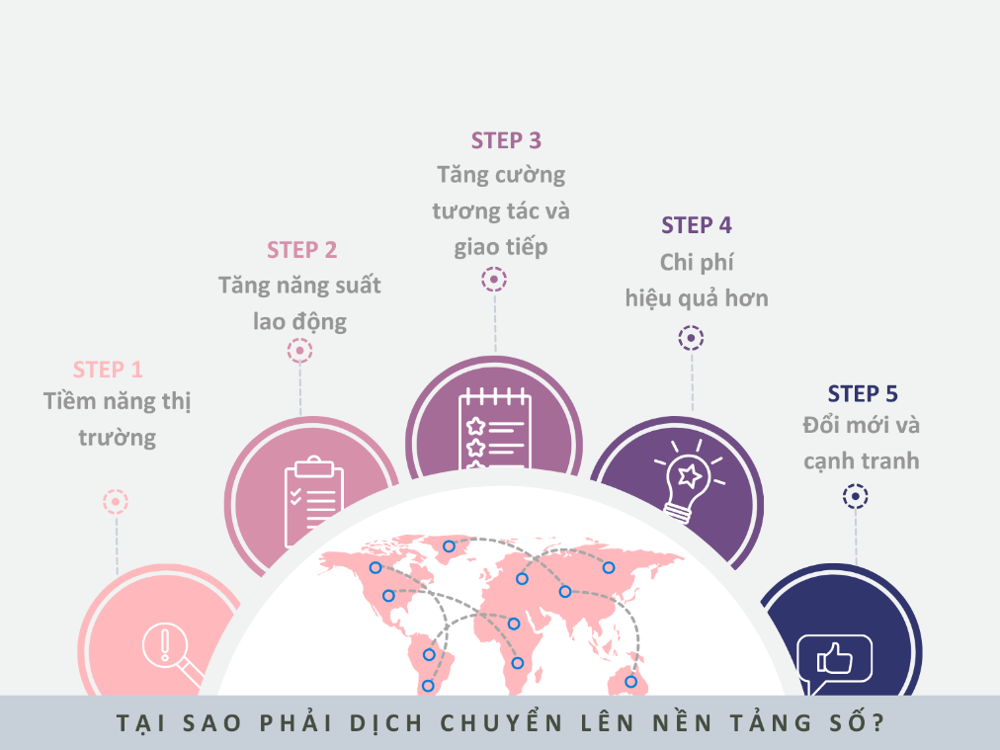 STEP 1
Tiềm năng thị
trường
STEP 2
Tăng năng suất
lao động
STEP 3
Tăng cường
tương tác và
giao tiếp
STEP 4
Chi phí
hiệu quả hơn
STEP 5
Đổi mới và
cạnh tranh
TẠI SAO PHẢI DỊCH CHUYỂN LÊN NỀN TẢNG SỐ?